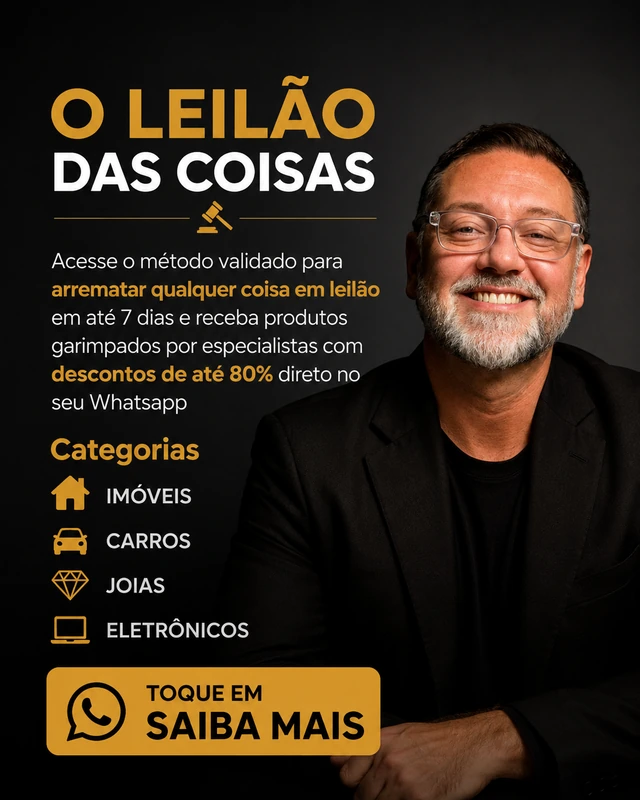 O LEILÃO
DAS COISAS
Acesse o método validado para
arrematar qualquer coisa em leilão
em até 7 dias e receba produtos
garimpados por especialistas com
descontos de até 80% direto no
seu Whatsapp
Categorias
IMÓVEIS
CARROS
JOIAS
ELETRÔNICOS
TOQUE EM
SAIBA MAIS